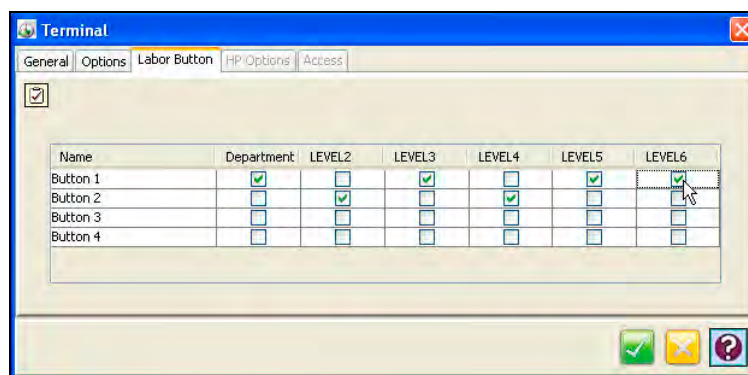 Terminal
General Options Labor Button HP Options Access
Name Department LEVEL2 LEVEL3 LEVEL4 LEVEL5 LEVEL6
Button 1
Button 2
Button 3
Button 4